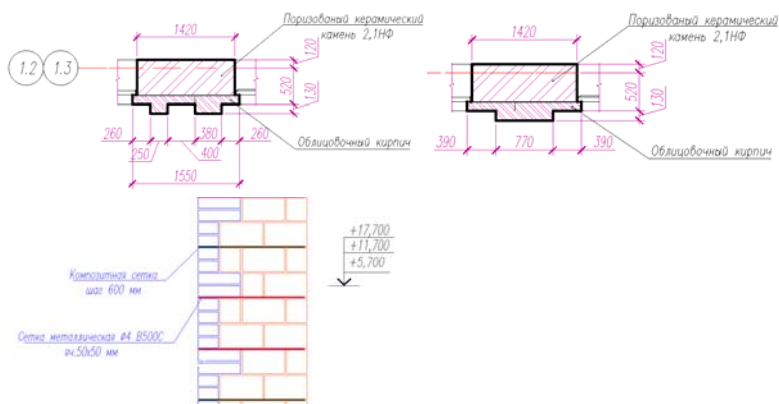 1420
Поризованый керамический
камень 2,1НФ
120
520
130
1.2 1.3
260
250
400
380
260
1550
Облицовочный кирпич
1420
Поризованый керамический
камень 2,1НФ
120
520
130
390
770
390
Облицовочный кирпич
+17,700
+11,700
+5,700
Композитная сетка
шаг 600 мм
Сетка металлическая Ф4 В500С
яч.50х50 мм